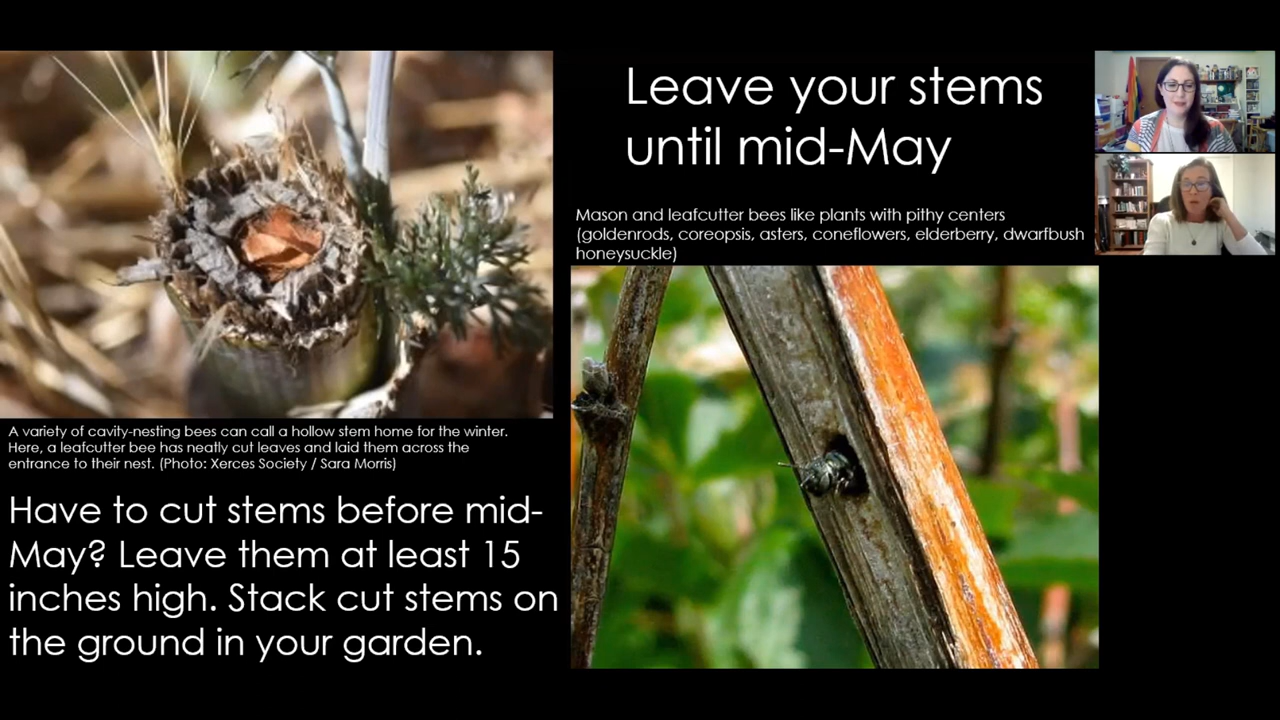 Leave your stems
until mid-May
Mason and leafcutter bees like plants with pithy centers
(goldenrods, coreopsis, asters, coneflowers, elderberry, dwarfbush
honeysuckle)
A variety of cavity-nesting bees can call a hollow stem home for the winter.
Here, a leafcutter bee has neatly cut leaves and laid them across the
entrance to their nest. (Photo: Xerces Society / Sara Morris)
Have to cut stems before mid-
May? Leave them at least 15
inches high. Stack cut stems on
the ground in your garden.